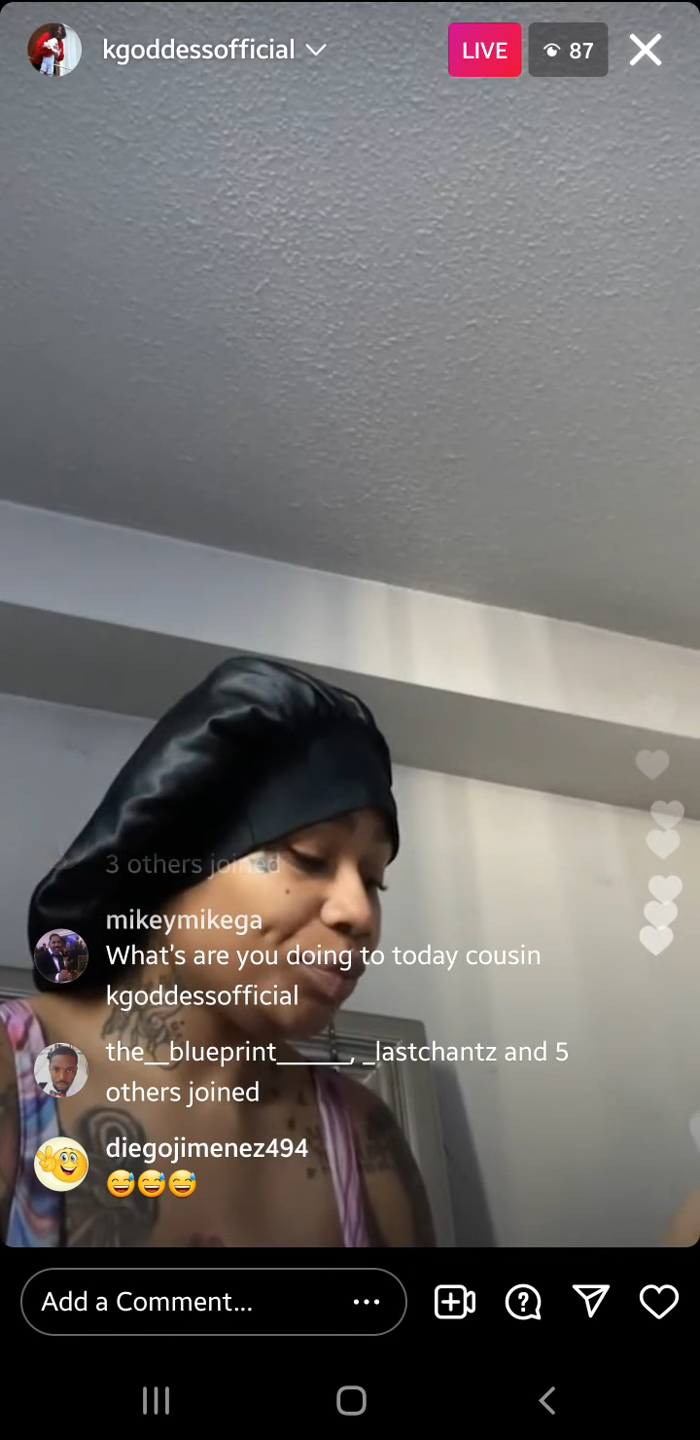 kgoddessofficial
LIVE
87
3 others joined
mikeymikega
What's are you doing to today cousin
kgoddessofficial
the__blueprint______, _lastchantz and 5
others joined
diegojimenez494
😅😅😅
Add a Comment...